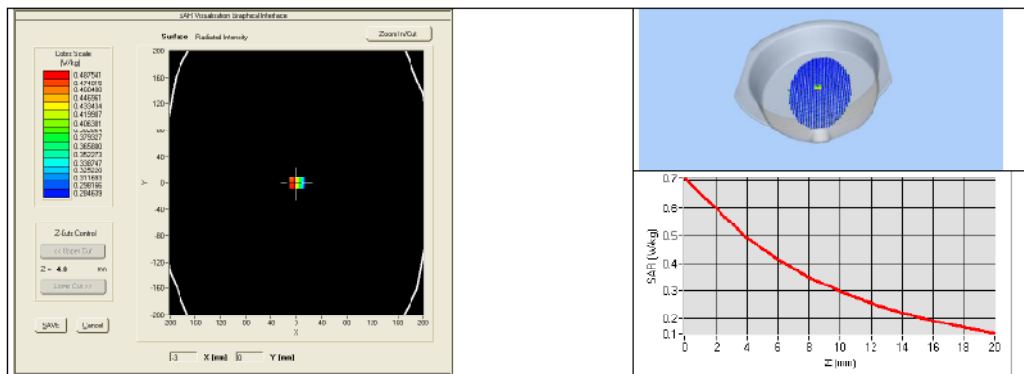 SAM Visualisation Graphical Interface
Surface Radiated Intensity
Zoom In/Out
Colors Scale
(W/kg)
0.487541
0.474015
0.460488
0.446961
0.433434
0.419907
0.406381
0.379327
0.365800
0.352273
0.338747
0.325220
0.311693
0.298166
0.284639
200
160
120
80
40
0
-40
-80
-120
-160
-200
Y
200 160 120 80 40 0 40 80 120 160 200
X
Z-Cuts Control
<< Upper Cut
Z = 4.0 mm
Lower Cut >>
SAVE Cancel
-3 X (mm) 0 Y (mm)
0.7
0.6
0.5
0.4
0.3
0.2
0.1
SAR (W/kg)
0 2 4 6 8 10 12 14 16 18 20
Z (mm)